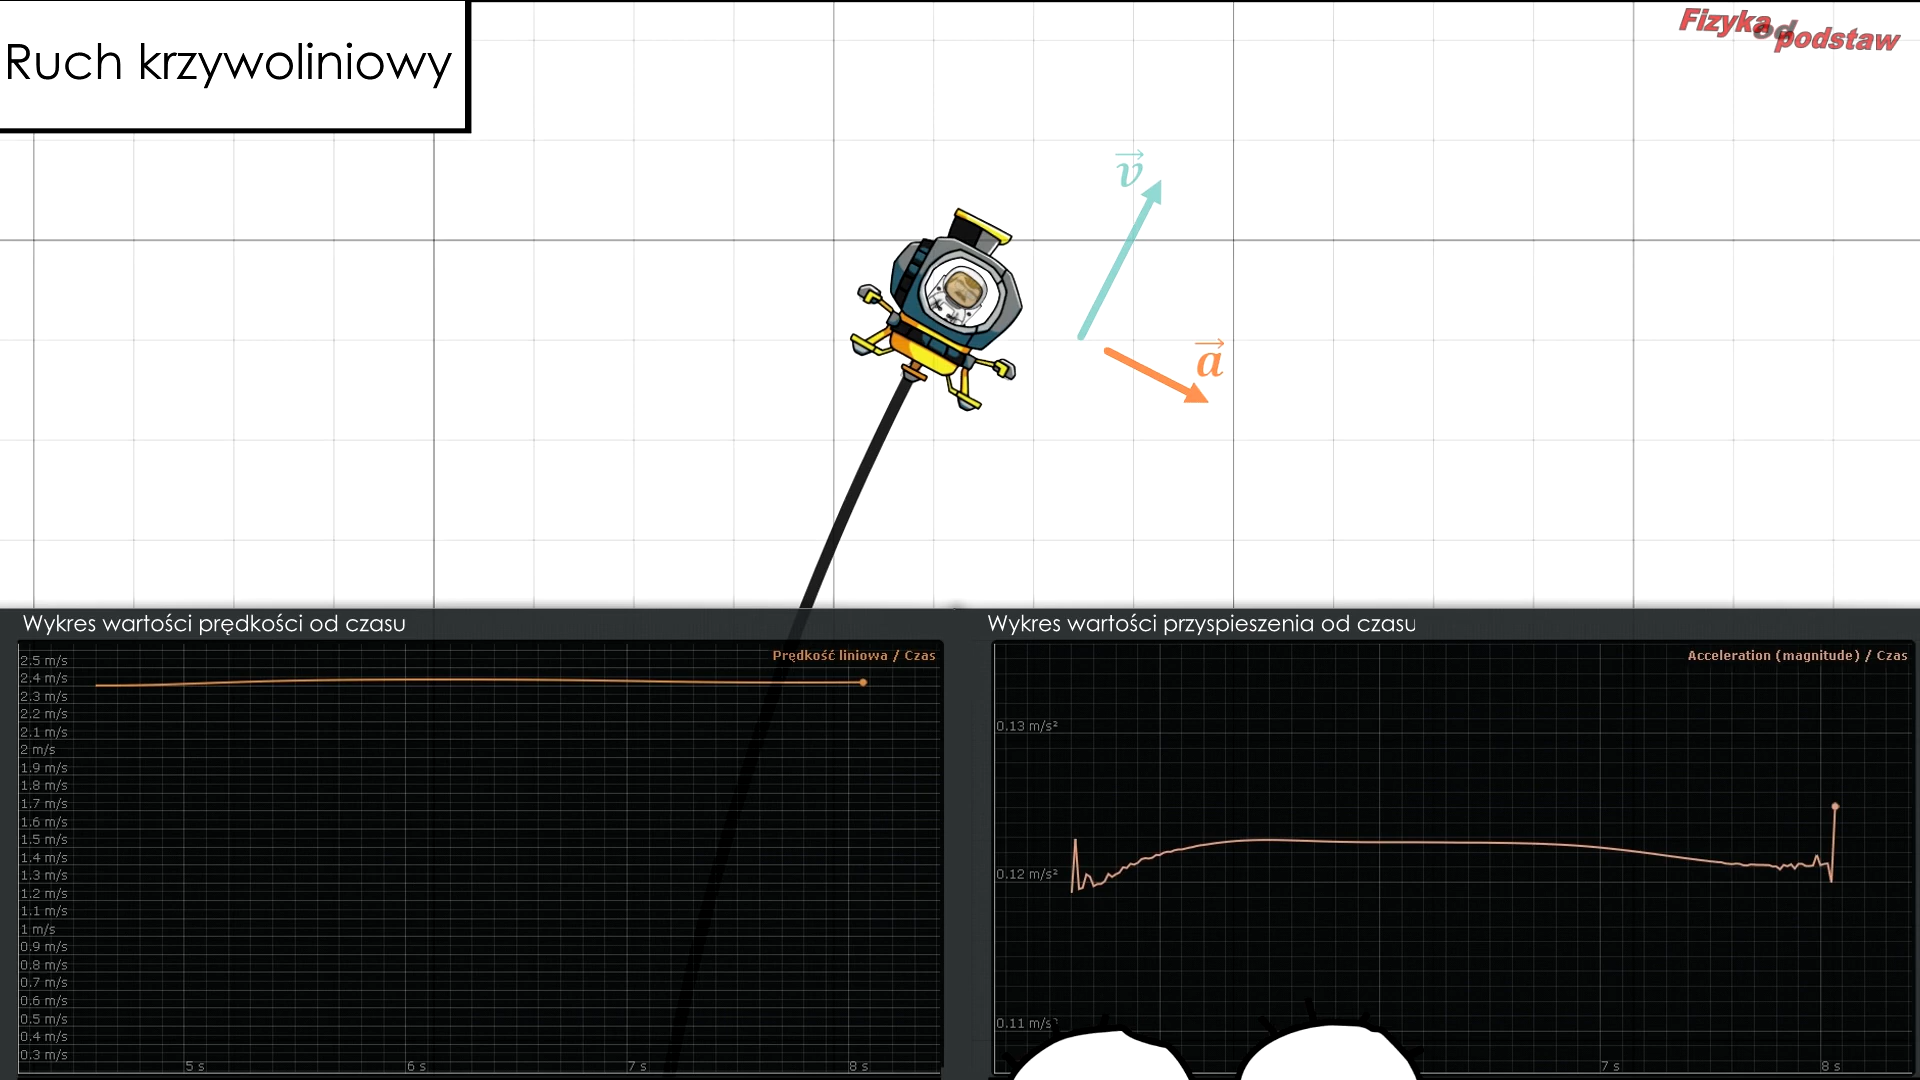 Ruch krzywoliniowy
Fizyka od podstaw
v
a
Wykres wartości prędkości od czasu
Prędkość liniowa / Czas
2.5 m/s
2.4 m/s
2.3 m/s
2.2 m/s
2.1 m/s
2 m/s
1.9 m/s
1.8 m/s
1.7 m/s
1.6 m/s
1.5 m/s
1.4 m/s
1.3 m/s
1.2 m/s
1.1 m/s
1 m/s
0.9 m/s
0.8 m/s
0.7 m/s
0.6 m/s
0.5 m/s
0.4 m/s
0.3 m/s
5 s
6 s
7 s
8 s
Wykres wartości przyspieszenia od czasu
Acceleration (magnitude) / Czas
0.13 m/s²
0.12 m/s²
0.11 m/s²
7 s
8 s